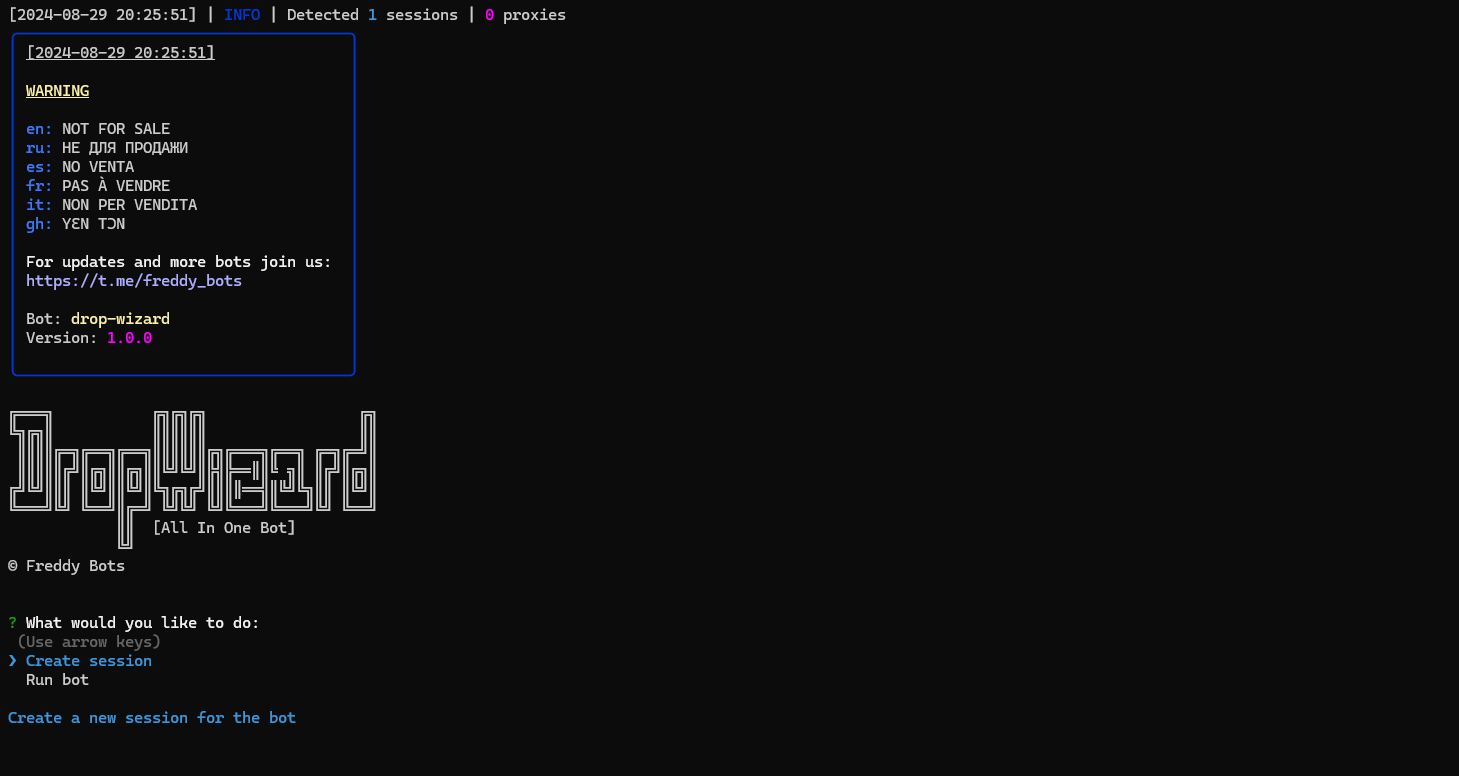 [2024-08-29 20:25:51] | INFO | Detected 1 sessions | 0 proxies
[2024-08-29 20:25:51]
WARNING
en: NOT FOR SALE
ru: НЕ ДЛЯ ПРОДАЖИ
es: NO VENTA
fr: PAS À VENDRE
it: NON PER VENDITA
gh: YƐN TƆN
For updates and more bots join us:
https://t.me/freddy_bots
Bot: drop-wizard
Version: 1.0.0
DropWizard
[All In One Bot]
© Freddy Bots
? What would you like to do:
(Use arrow keys)
❯ Create session
Run bot
Create a new session for the bot